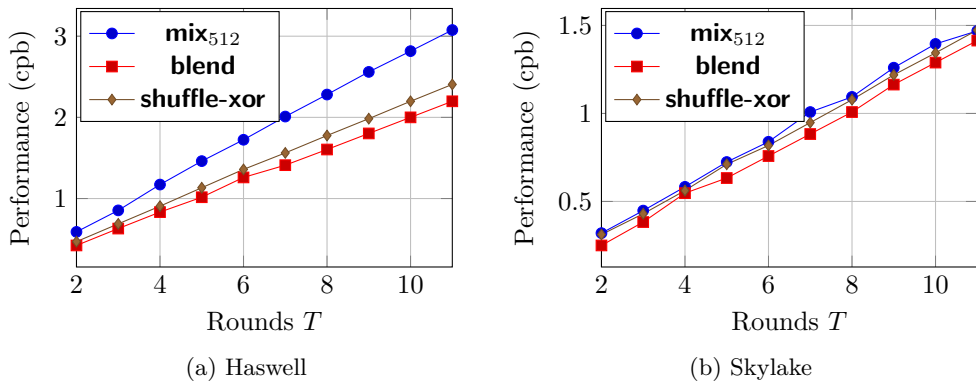 Performance (cpb)
3
2
1
mix512
blend
shuffle-xor
2 4 6 8 10
Rounds T
(a) Haswell
Performance (cpb)
1.5
1
0.5
mix512
blend
shuffle-xor
2 4 6 8 10
Rounds T
(b) Skylake